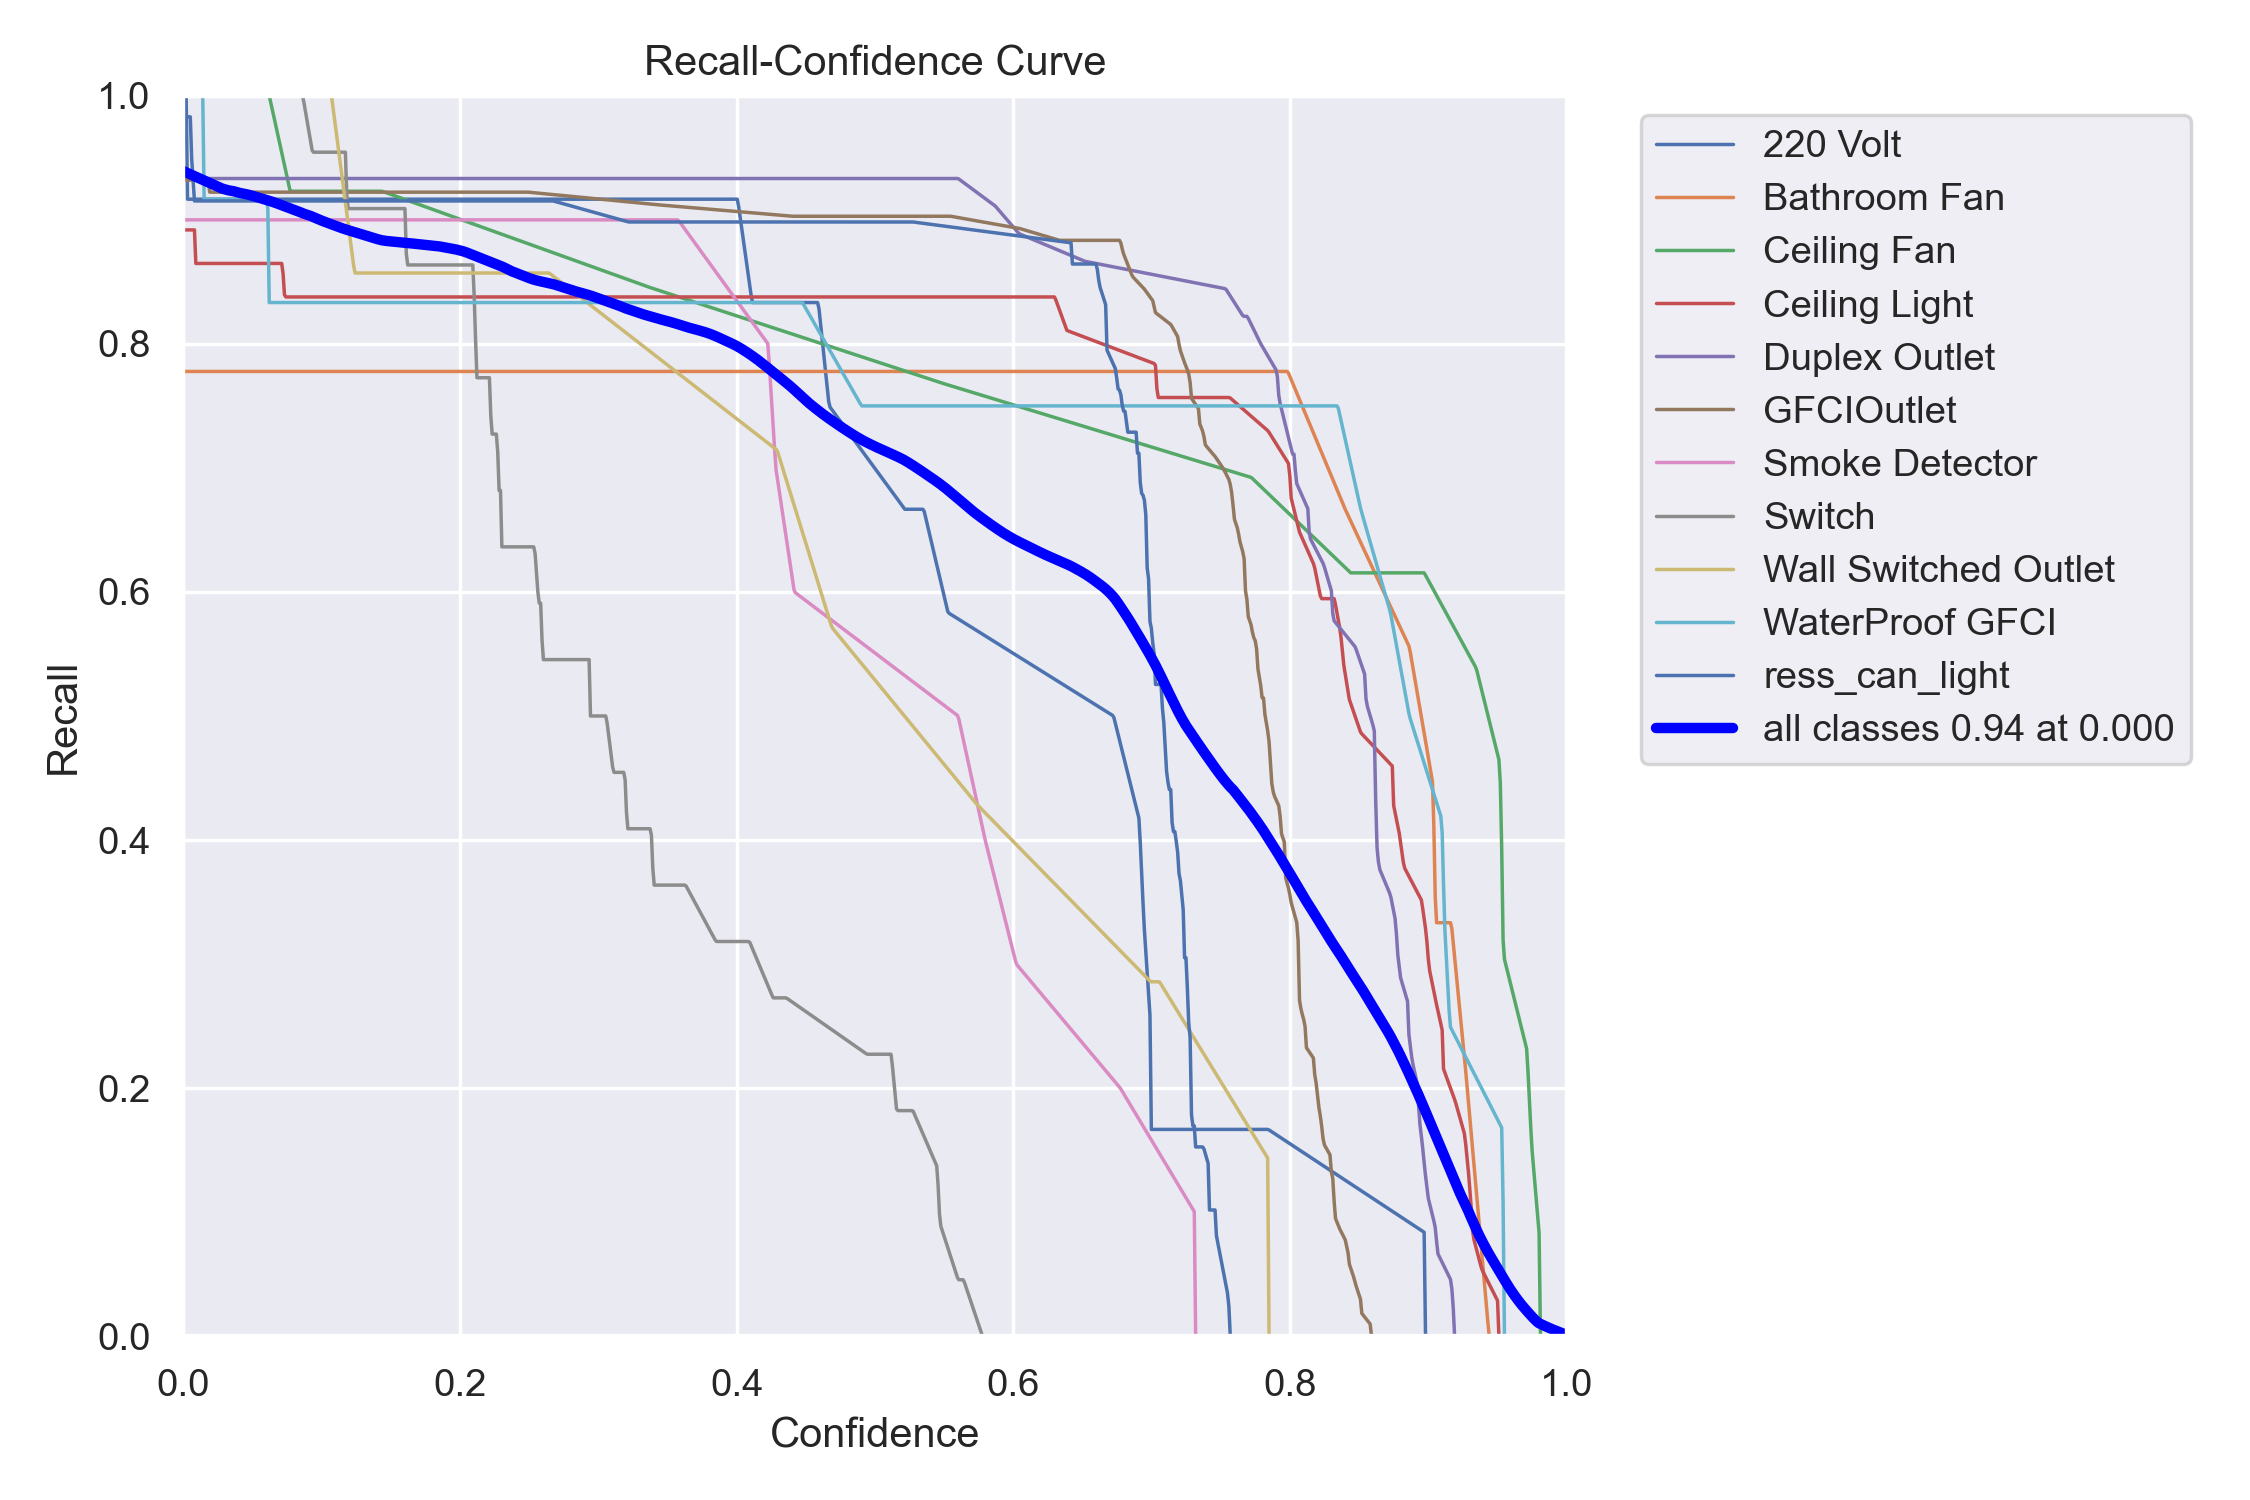 Recall-Confidence Curve
1.0
0.8
0.6
0.4
0.2
0.0
Recall
0.0 0.2 0.4 0.6 0.8 1.0
Confidence
220 Volt
Bathroom Fan
Ceiling Fan
Ceiling Light
Duplex Outlet
GFCIOutlet
Smoke Detector
Switch
Wall Switched Outlet
WaterProof GFCI
ress_can_light
all classes 0.94 at 0.000